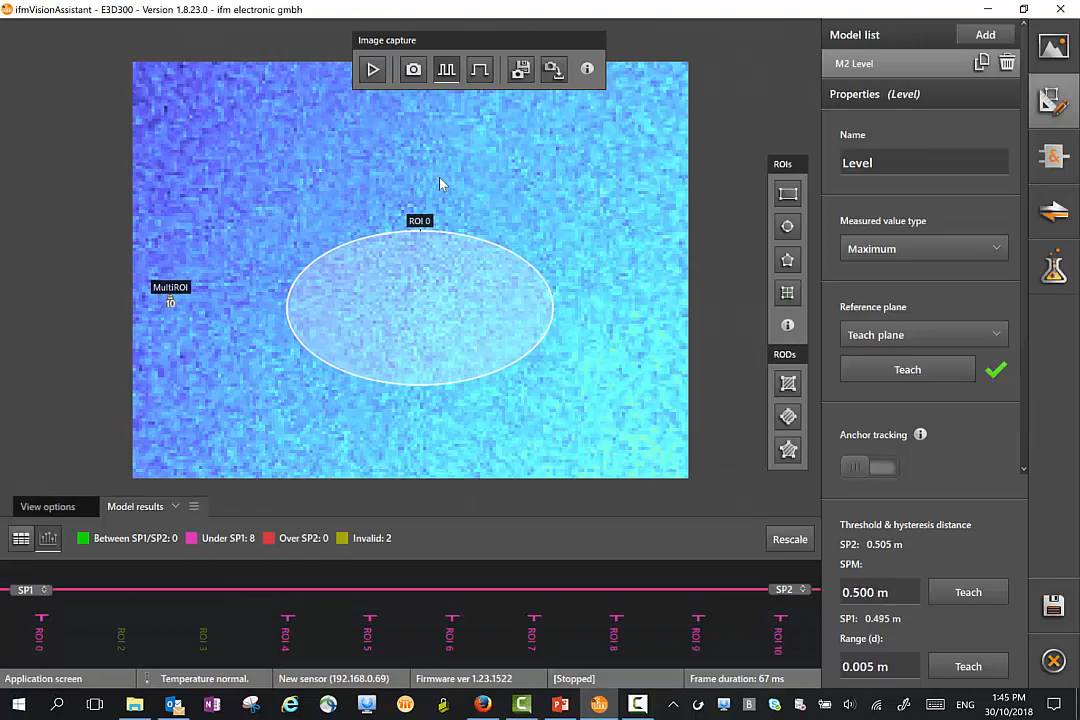 ifmVisionAssistant - E3D300 - Version 1.8.23.0 - ifm electronic gmbh
Image capture
Model list
Add
M2 Level
Properties (Level)
Name
Level
Measured value type
Maximum
Reference plane
Teach plane
Teach
Anchor tracking
Threshold & hysteresis distance
SP2: 0.505 m
SPM:
0.500 m
Teach
SP1: 0.495 m
Range (d):
0.005 m
Teach
ROIs
RODs
ROI 0
MultiROI
10
View options
Model results
Between SP1/SP2: 0
Under SP1: 8
Over SP2: 0
Invalid: 2
Rescale
SP1
SP2
ROI 0
ROI 2
ROI 3
ROI 4
ROI 5
ROI 6
ROI 7
ROI 8
ROI 9
ROI 10
Application screen
Temperature normal.
New sensor (192.168.0.69)
Firmware ver 1.23.1522
[Stopped]
Frame duration: 67 ms
ENG
1:45 PM
30/10/2018